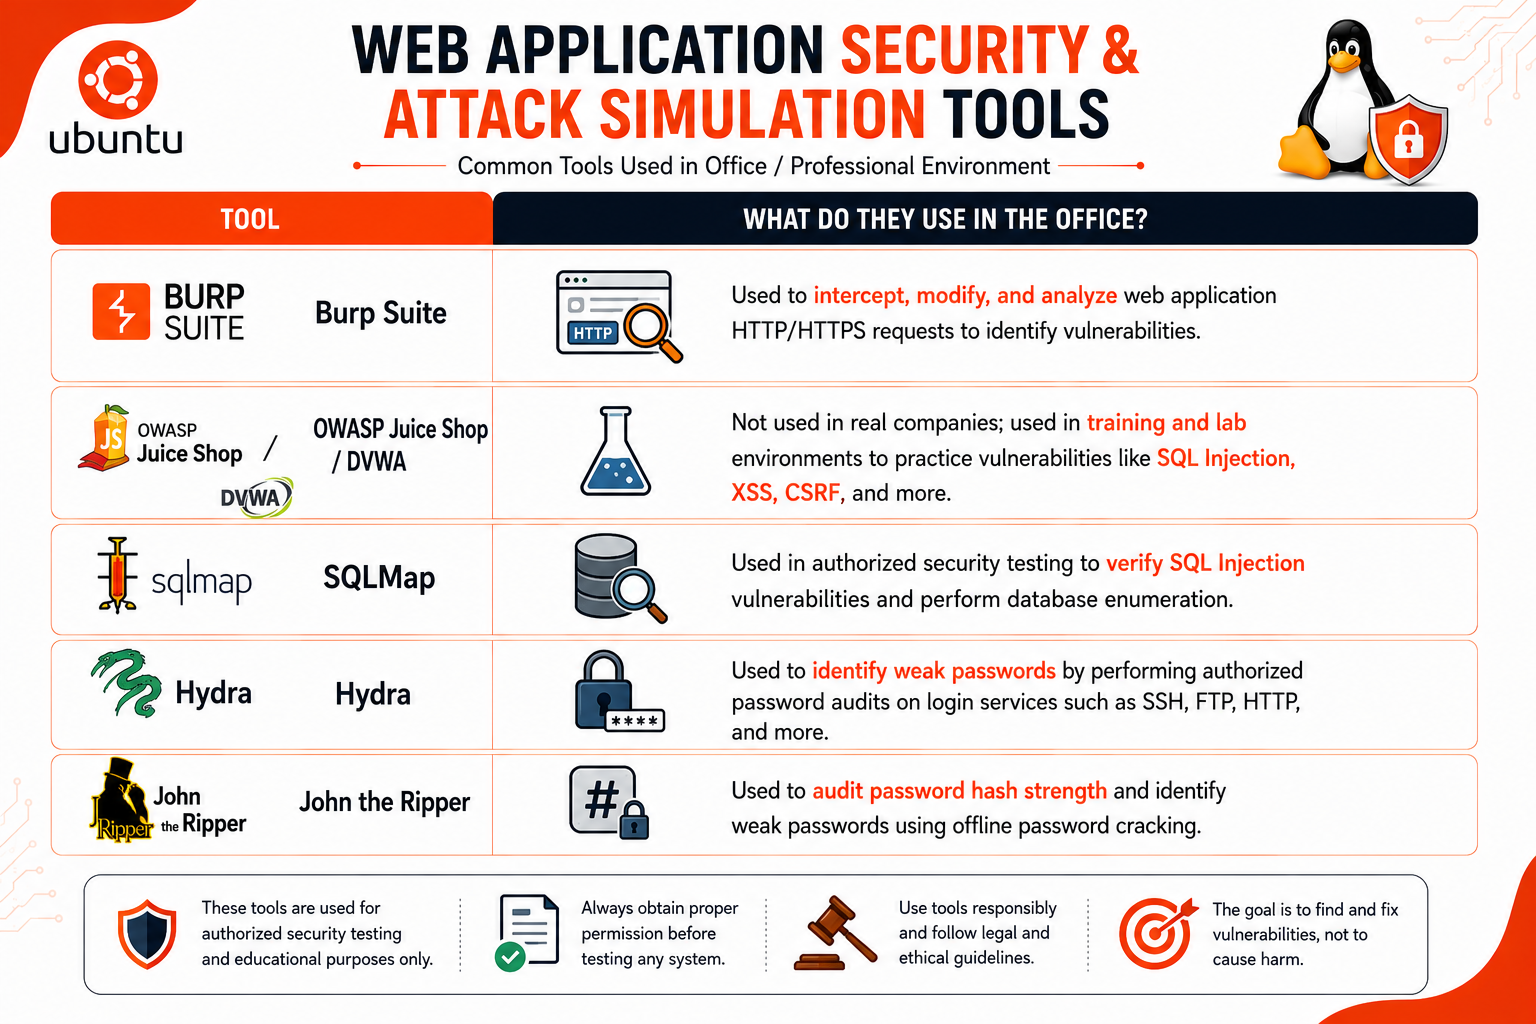 ubuntu
WEB APPLICATION SECURITY &
ATTACK SIMULATION TOOLS
Common Tools Used in Office / Professional Environment
TOOL
WHAT DO THEY USE IN THE OFFICE?
BURP
SUITE
Burp Suite
HTTP
Used to intercept, modify, and analyze web application
HTTP/HTTPS requests to identify vulnerabilities.
JS
OWASP
Juice Shop /
DVWA
OWASP Juice Shop
/ DVWA
Not used in real companies; used in training and lab
environments to practice vulnerabilities like SQL Injection,
XSS, CSRF, and more.
sqlmap
SQLMap
Used in authorized security testing to verify SQL Injection
vulnerabilities and perform database enumeration.
Hydra
Hydra
****
Used to identify weak passwords by performing authorized
password audits on login services such as SSH, FTP, HTTP,
and more.
J
Ripper
John
the Ripper
John the Ripper
#
Used to audit password hash strength and identify
weak passwords using offline password cracking.
These tools are used for
authorized security testing
and educational purposes only.
Always obtain proper
permission before
testing any system.
Use tools responsibly
and follow legal and
ethical guidelines.
The goal is to find and fix
vulnerabilities, not to
cause harm.